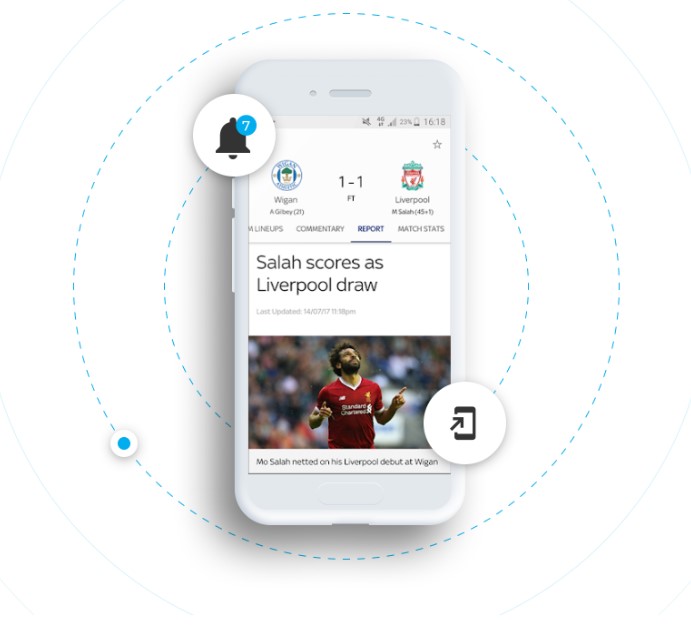 7
4G 23% 16:18
1-1
FT
Wigan Liverpool
A Gilbey (21) M Salah (45+1)
M LINEUPS COMMENTARY REPORT MATCH STATS
Salah scores as
Liverpool draw
Last Updated: 14/07/17 11:18pm
Standard
Chartered
Mo Salah netted on his Liverpool debut at Wigan